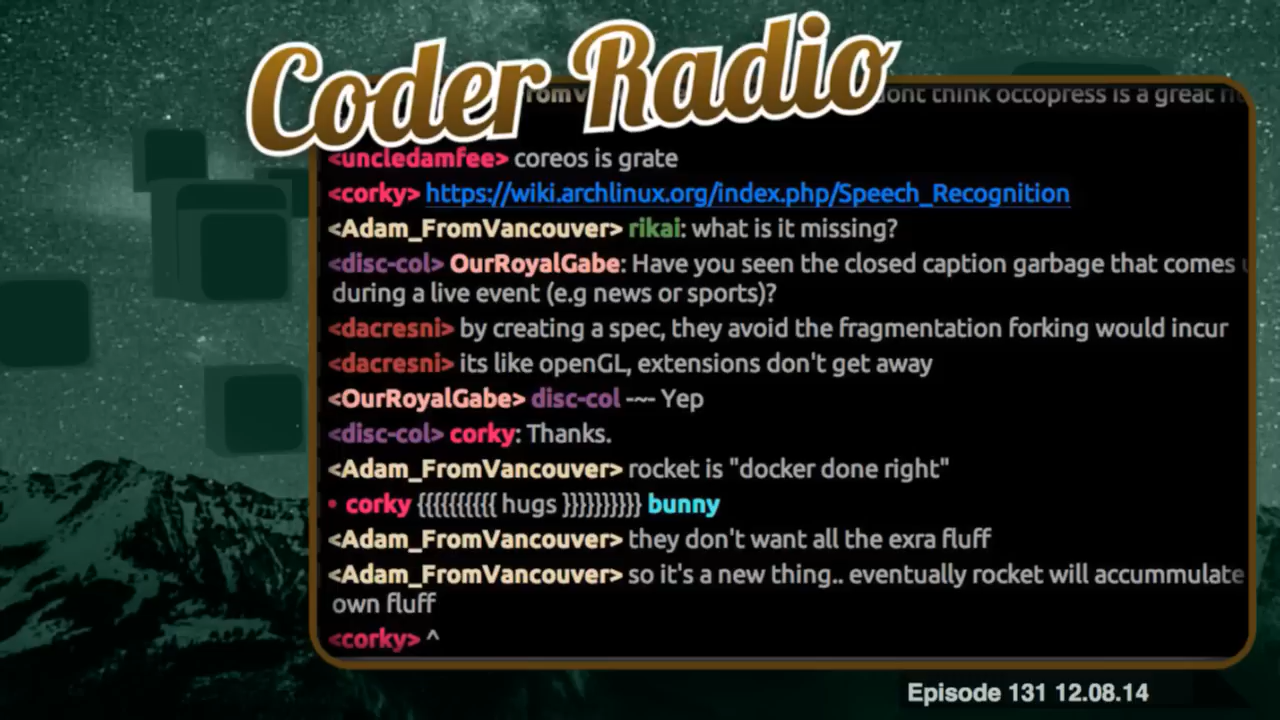 Coder Radio
dont think octopress is a great
<uncledamfee> coreos is grate
<corky> https://wiki.archlinux.org/index.php/Speech_Recognition
<Adam_FromVancouver> rikai: what is it missing?
<disc-col> OurRoyalGabe: Have you seen the closed caption garbage that comes
during a live event (e.g news or sports)?
<dacresni> by creating a spec, they avoid the fragmentation forking would incur
<dacresni> its like openGL, extensions don't get away
<OurRoyalGabe> disc-col -~- Yep
<disc-col> corky: Thanks.
<Adam_FromVancouver> rocket is "docker done right"
• corky {{{{{{{{{{ hugs }}}}}}}}}} bunny
<Adam_FromVancouver> they don't want all the exra fluff
<Adam_FromVancouver> so it's a new thing.. eventually rocket will accummulate
own fluff
<corky> ^
Episode 131 12.08.14